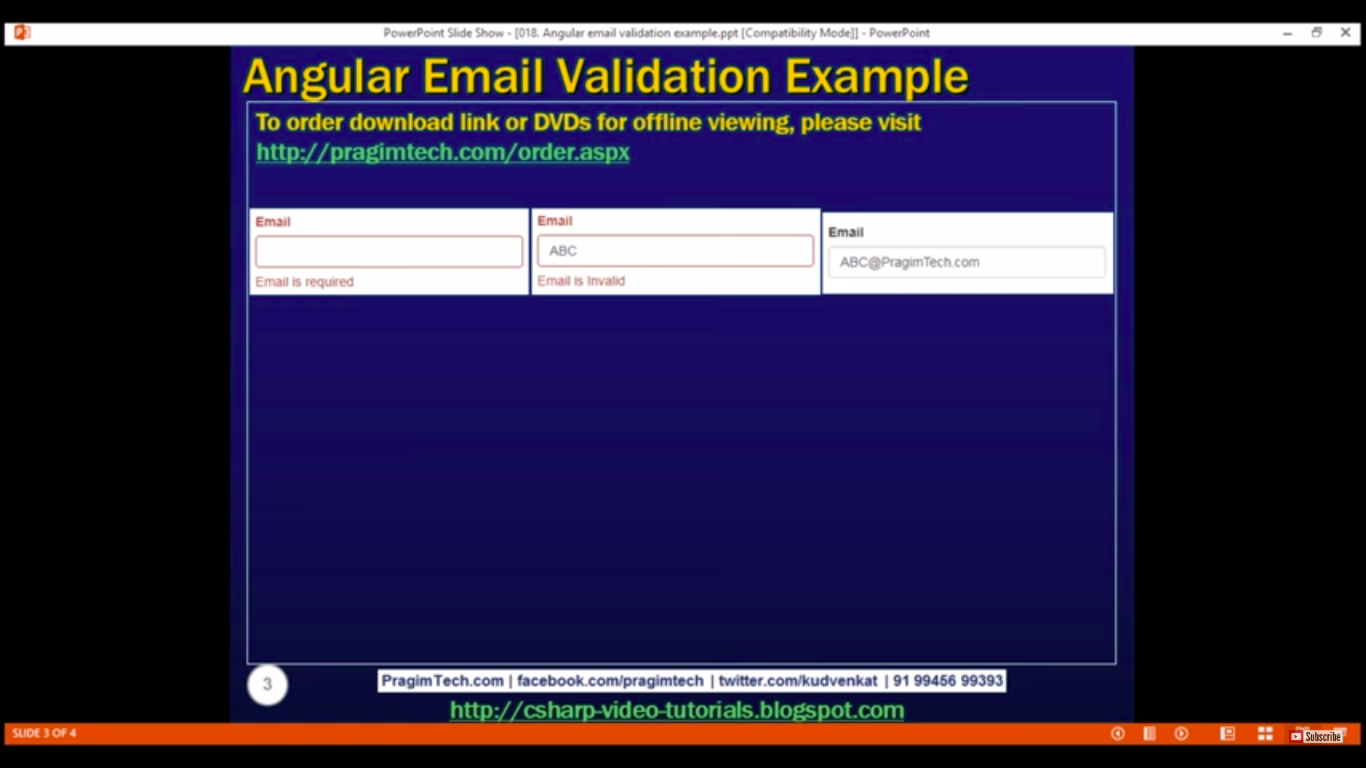 PowerPoint Slide Show - [018. Angular email validation example.ppt [Compatibility Mode]] - PowerPoint
Angular Email Validation Example
To order download link or DVDs for offline viewing, please visit
http://pragimtech.com/order.aspx
Email
Email is required
Email
ABC
Email is Invalid
Email
ABC@PragimTech.com
3
PragimTech.com | facebook.com/pragimtech | twitter.com/kudvenkat | 91 99456 99393
http://csharp-video-tutorials.blogspot.com
SLIDE 3 OF 4
Subscribe